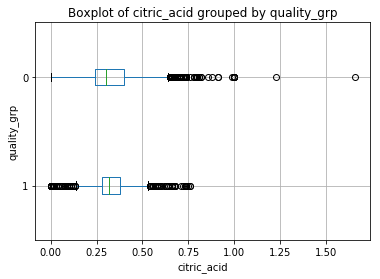 Boxplot of citric_acid grouped by quality_grp
quality_grp
0
1
0.00 0.25 0.50 0.75 1.00 1.25 1.50
citric_acid